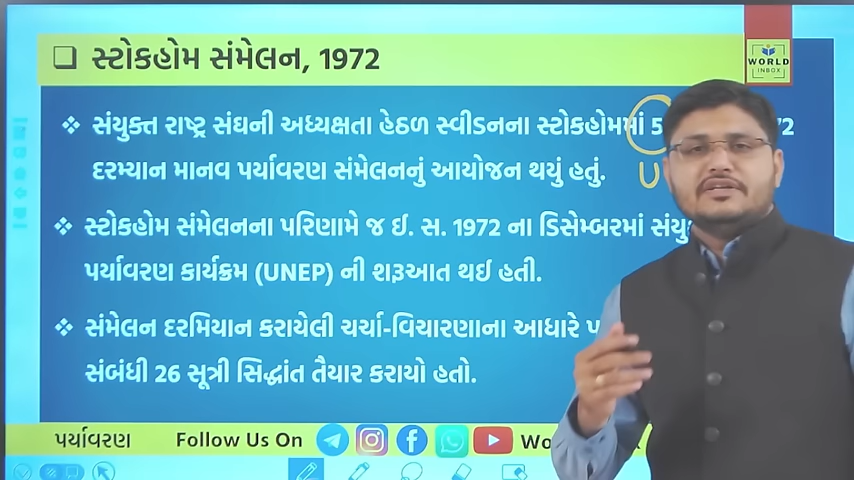 ❑ સ્ટોકહોમ સંમેલન, 1972
WORLD
INBOX
❖ સંયુક્ત રાષ્ટ્ર સંઘની અધ્યક્ષતા હેઠળ સ્વીડનના સ્ટોકહોમમાં 5 72
દરમ્યાન માનવ પર્યાવરણ સંમેલનનું આયોજન થયું હતું. U
❖ સ્ટોકહોમ સંમેલનના પરિણામે જ ઇ. સ. 1972 ના ડિસેમ્બરમાં
પર્યાવરણ કાર્યક્રમ (UNEP) ની શરૂઆત થઇ હતી.
❖ સંમેલન દરમિયાન કરાયેલી ચર્ચા-વિચારણાના આધારે
સંબંધી 26 સૂત્રી સિદ્ધાંત તૈયાર કરાયો હતો.
પર્યાવરણ Follow Us On